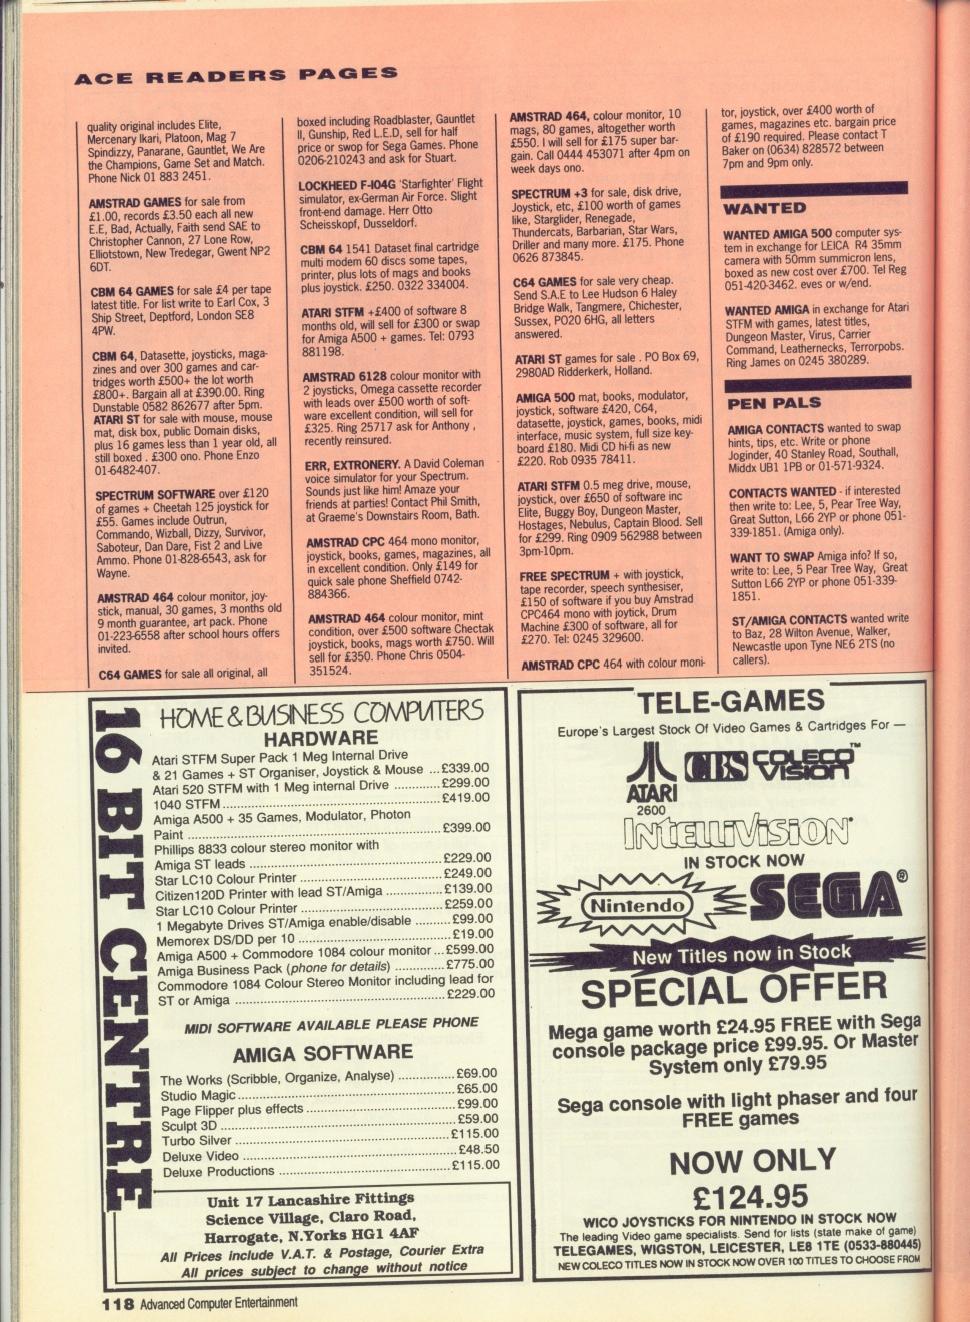 ACE READERS PAGES
quality original includes Elite,
Mercenary Ikari, Platoon, Mag 7
Spindizzy, Panarane, Gauntlet, We Are
the Champions, Game Set and Match.
Phone Nick 01 883 2451.
AMSTRAD GAMES for sale from
£1.00, records £3.50 each all new
E.E, Bad, Actually, Faith send SAE to
Christopher Cannon, 27 Lone Row,
Elliotstown, New Tredegar, Gwent NP2
6DT.
CBM 64 GAMES for sale £4 per tape
latest title. For list write to Earl Cox, 3
Ship Street, Deptford, London SE8
4PW.
CBM 64, Datasette, joysticks, maga-
zines and over 300 games and car-
tridges worth £500+ the lot worth
£800+. Bargain all at £390.00. Ring
Dunstable 0582 862677 after 5pm.
ATARI ST for sale with mouse, mouse
mat, disk box, public Domain disks,
plus 16 games less than 1 year old, all
still boxed . £300 ono. Phone Enzo
01-6482-407.
SPECTRUM SOFTWARE over £120
of games + Cheetah 125 joystick for
£55. Games include Outrun,
Commando, Wizball, Dizzy, Survivor,
Saboteur, Dan Dare, Fist 2 and Live
Ammo. Phone 01-828-6543, ask for
Wayne.
AMSTRAD 464 colour monitor, joy-
stick, manual, 30 games, 3 months old
9 month guarantee, art pack. Phone
01-223-6558 after school hours offers
invited.
C64 GAMES for sale all original, all
boxed including Roadblaster, Gauntlet
II, Gunship, Red L.E.D, sell for half
price or swop for Sega Games. Phone
0206-210243 and ask for Stuart.
LOCKHEED F-I04G 'Starfighter' Flight
simulator, ex-German Air Force. Slight
front-end damage. Herr Otto
Scheisskopf, Dusseldorf.
CBM 64 1541 Dataset final cartridge
multi modem 60 discs some tapes,
printer, plus lots of mags and books
plus joystick. £250. 0322 334004.
ATARI STFM +£400 of software 8
months old, will sell for £300 or swap
for Amiga A500 + games. Tel: 0793
881198.
AMSTRAD 6128 colour monitor with
2 joysticks, Omega cassette recorder
with leads over £500 worth of soft-
ware excellent condition, will sell for
£325. Ring 25717 ask for Anthony ,
recently reinsured.
ERR, EXTRONERY. A David Coleman
voice simulator for your Spectrum.
Sounds just like him! Amaze your
friends at parties! Contact Phil Smith,
at Graeme's Downstairs Room, Bath.
AMSTRAD CPC 464 mono monitor,
joystick, books, games, magazines, all
in excellent condition. Only £149 for
quick sale phone Sheffield 0742-
884366.
AMSTRAD 464 colour monitor, mint
condition, over £500 software Chectak
joystick, books, mags worth £750. Will
sell for £350. Phone Chris 0504-
351524.
AMSTRAD 464, colour monitor, 10
mags, 80 games, altogether worth
£550. I will sell for £175 super bar-
gain. Call 0444 453071 after 4pm on
week days ono.
SPECTRUM +3 for sale, disk drive,
Joystick, etc, £100 worth of games
like, Starglider, Renegade,
Thundercats, Barbarian, Star Wars,
Driller and many more. £175. Phone
0626 873845.
C64 GAMES for sale very cheap.
Send S.A.E to Lee Hudson 6 Haley
Bridge Walk, Tangmere, Chichester,
Sussex, PO20 6HG, all letters
answered.
ATARI ST games for sale . PO Box 69,
2980AD Ridderkerk, Holland.
AMIGA 500 mat, books, modulator,
joystick, software £420, C64,
datasette, joystick, games, books, midi
interface, music system, full size key-
board £180. Midi CD hi-fi as new
£220. Rob 0935 78411.
ATARI STFM 0.5 meg drive, mouse,
joystick, over £650 of software inc
Elite, Buggy Boy, Dungeon Master,
Hostages, Nebulus, Captain Blood. Sell
for £299. Ring 0909 562988 between
3pm-10pm.
FREE SPECTRUM + with joystick,
tape recorder, speech synthesiser,
£150 of software if you buy Amstrad
CPC464 mono with joytick, Drum
Machine £300 of software, all for
£270. Tel: 0245 329600.
AMSTRAD CPC 464 with colour moni-
tor, joystick, over £400 worth of
games, magazines etc. bargain price
of £190 required. Please contact T
Baker on (0634) 828572 between
7pm and 9pm only.
WANTED
WANTED AMIGA 500 computer sys-
tem in exchange for LEICA R4 35mm
camera with 50mm summicron lens,
boxed as new cost over £700. Tel Reg
051-420-3462. eves or w/end.
WANTED AMIGA in exchange for Atari
STFM with games, latest titles,
Dungeon Master, Virus, Carrier
Command, Leathernecks, Terrorpobs.
Ring James on 0245 380289.
PEN PALS
AMIGA CONTACTS wanted to swap
hints, tips, etc. Write or phone
Joginder, 40 Stanley Road, Southall,
Middx UB1 1PB or 01-571-9324.
CONTACTS WANTED - if interested
then write to: Lee, 5, Pear Tree Way,
Great Sutton, L66 2YP or phone 051-
339-1851. (Amiga only).
WANT TO SWAP Amiga info? If so,
write to: Lee, 5 Pear Tree Way, Great
Sutton L66 2YP or phone 051-339-
1851.
ST/AMIGA CONTACTS wanted write
to Baz, 28 Wilton Avenue, Walker,
Newcastle upon Tyne NE6 2TS (no
callers).
16 BIT CENTRE
HOME & BUSINESS COMPUTERS
HARDWARE
Atari STFM Super Pack 1 Meg Internal Drive
& 21 Games + ST Organiser, Joystick & Mouse ...£339.00
Atari 520 STFM with 1 Meg internal Drive ............£299.00
1040 STFM ......................................................£419.00
Amiga A500 + 35 Games, Modulator, Photon
Paint ...............................................................£399.00
Phillips 8833 colour stereo monitor with
Amiga ST leads ................................................£229.00
Star LC10 Colour Printer ....................................£249.00
Citizen120D Printer with lead ST/Amiga ..............£139.00
Star LC10 Colour Printer ....................................£259.00
1 Megabyte Drives ST/Amiga enable/disable ..........£99.00
Memorex DS/DD per 10 ......................................£19.00
Amiga A500 + Commodore 1084 colour monitor ...£599.00
Amiga Business Pack (phone for details) .............£775.00
Commodore 1084 Colour Stereo Monitor including lead for
ST or Amiga .....................................................£229.00
MIDI SOFTWARE AVAILABLE PLEASE PHONE
AMIGA SOFTWARE
The Works (Scribble, Organize, Analyse) ..............£69.00
Studio Magic.....................................................£65.00
Page Flipper plus effects .....................................£99.00
Sculpt 3D .........................................................£59.00
Turbo Silver .....................................................£115.00
Deluxe Video ....................................................£48.50
Deluxe Productions ...........................................£115.00
Unit 17 Lancashire Fittings
Science Village, Claro Road,
Harrogate, N.Yorks HG1 4AF
All Prices include V.A.T. & Postage, Courier Extra
All prices subject to change without notice
TELE-GAMES
Europe's Largest Stock Of Video Games & Cartridges For —
ATARI 2600
CBS COLECO VISION™
INTELLIVISION
IN STOCK NOW
Nintendo SEGA®
New Titles now in Stock
SPECIAL OFFER
Mega game worth £24.95 FREE with Sega
console package price £99.95. Or Master
System only £79.95
Sega console with light phaser and four
FREE games
NOW ONLY
£124.95
WICO JOYSTICKS FOR NINTENDO IN STOCK NOW
The leading Video game specialists. Send for lists (state make of game)
TELEGAMES, WIGSTON, LEICESTER, LE8 1TE (0533-880445)
NEW COLECO TITLES NOW IN STOCK NOW OVER 100 TITLES TO CHOOSE FROM
118 Advanced Computer Entertainment